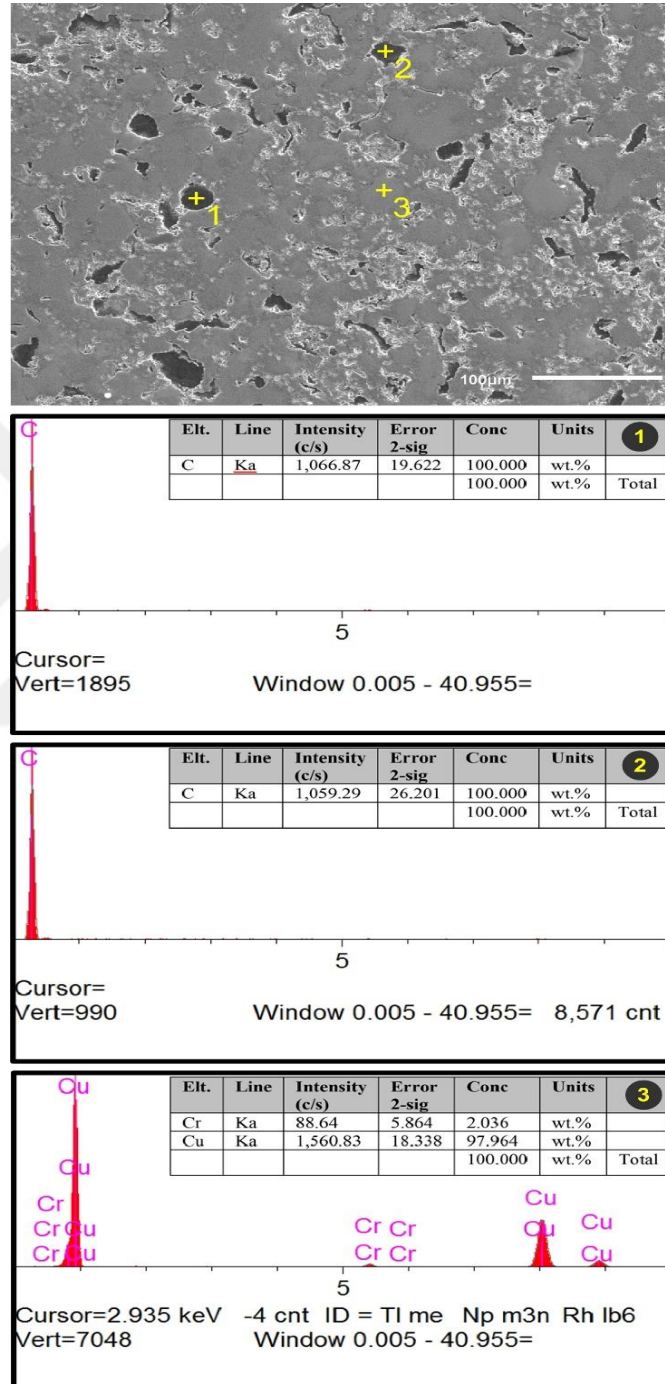 2
1
3
100μm
C
Elt. Line Intensity (c/s) Error 2-sig Conc Units 1
C Ka 1,066.87 19.622 100.000 wt.%
100.000 wt.% Total
5
Cursor=
Vert=1895 Window 0.005 - 40.955=
C
Elt. Line Intensity (c/s) Error 2-sig Conc Units 2
C Ka 1,059.29 26.201 100.000 wt.%
100.000 wt.% Total
5
Cursor=
Vert=990 Window 0.005 - 40.955= 8,571 cnt
Cu
Elt. Line Intensity (c/s) Error 2-sig Conc Units 3
Cr Ka 88.64 5.864 2.036 wt.%
Cu Ka 1,560.83 18.338 97.964 wt.%
100.000 wt.% Total
Cu
Cr
Cr Cu
Cr Cu
Cr Cr
Cr Cr
Cu
Cu
Cu
Cu
5
Cursor=2.935 keV -4 cnt ID = Tl me Np m3n Rh lb6
Vert=7048 Window 0.005 - 40.955=